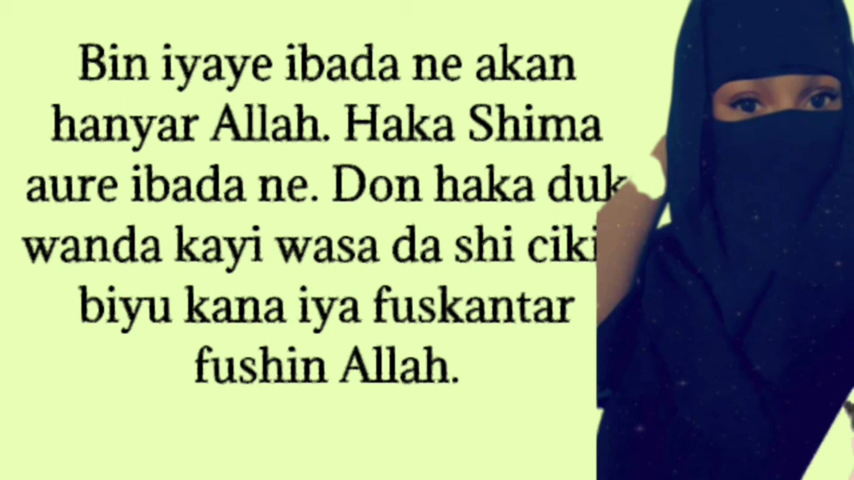 Bin iyaye ibada ne akan
hanyar Allah. Haka Shima
aure ibada ne. Don haka duk
wanda kayi wasa da shi ciki
biyu kana iya fuskantar
fushin Allah.